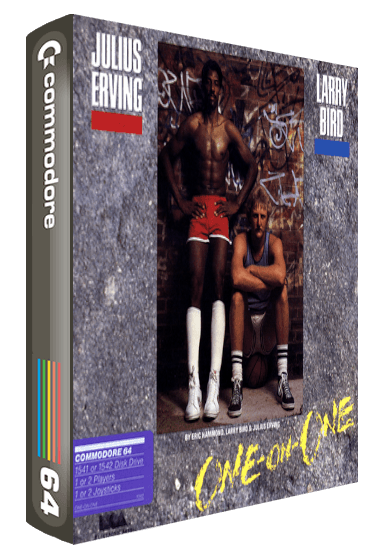 commodore
64
JULIUS
ERVING
LARRY
BIRD
BY ERIC HAMMOND, LARRY BIRD & JULIUS ERVING
ONE-ON-ONE
COMMODORE 64
1541 or 1542 Disk Drive
1 or 2 Players
1 or 2 Joysticks